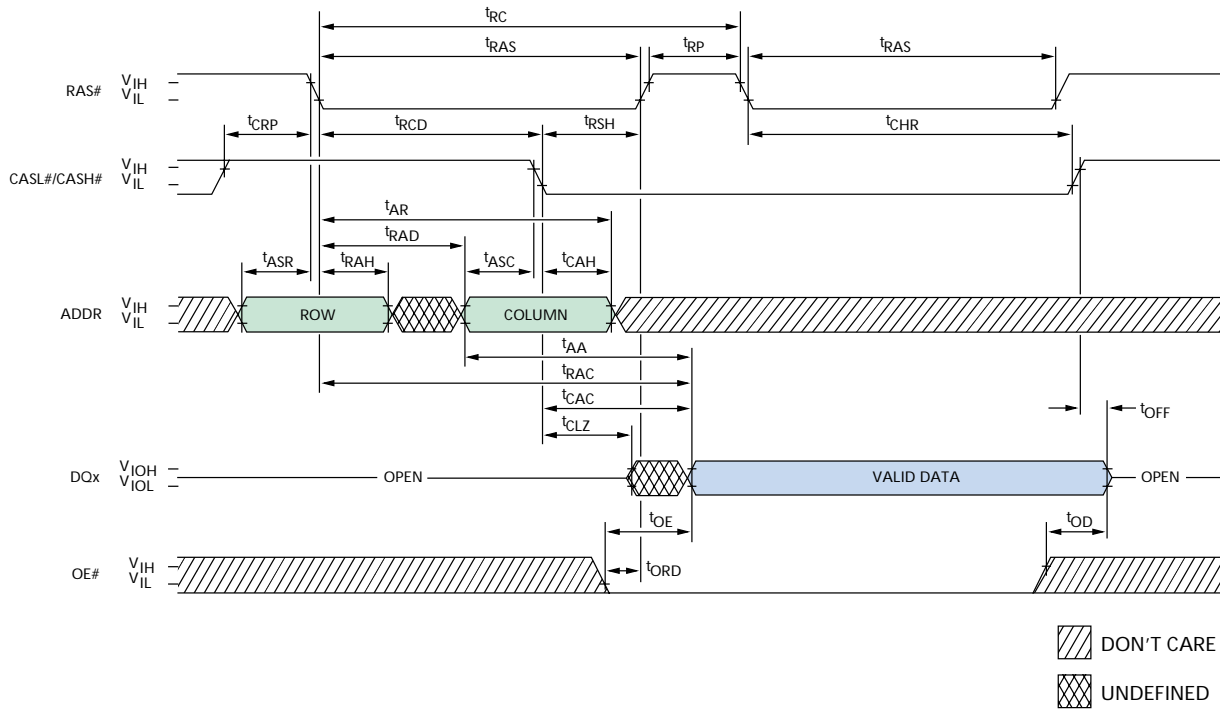 tRC
tRAS tRP tRAS
RAS# VIH
VIL
tCRP tRCD tRSH tCHR
CASL#/CASH# VIH
VIL
tAR
tRAD
tASR tRAH tASC tCAH
ADDR VIH
VIL
ROW COLUMN
tAA
tRAC
tCAC
tCLZ tOFF
DQx VIOH
VIOL
OPEN VALID DATA OPEN
tOE tOD
OE# VIH
VIL
tORD
DON'T CARE
UNDEFINED